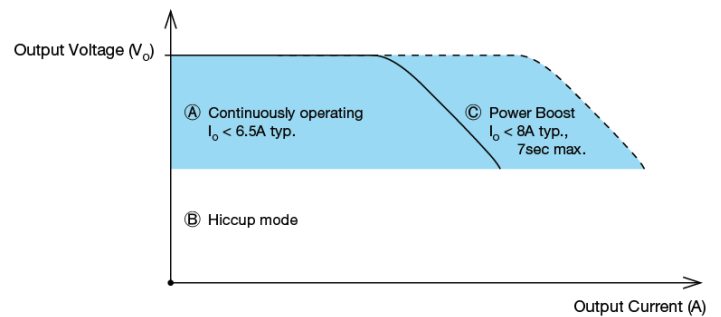 Output Voltage (Vo)
Ⓐ Continuously operating
Io < 6.5A typ.
Ⓒ Power Boost
Io < 8A typ.,
7sec max.
Ⓑ Hiccup mode
Output Current (A)